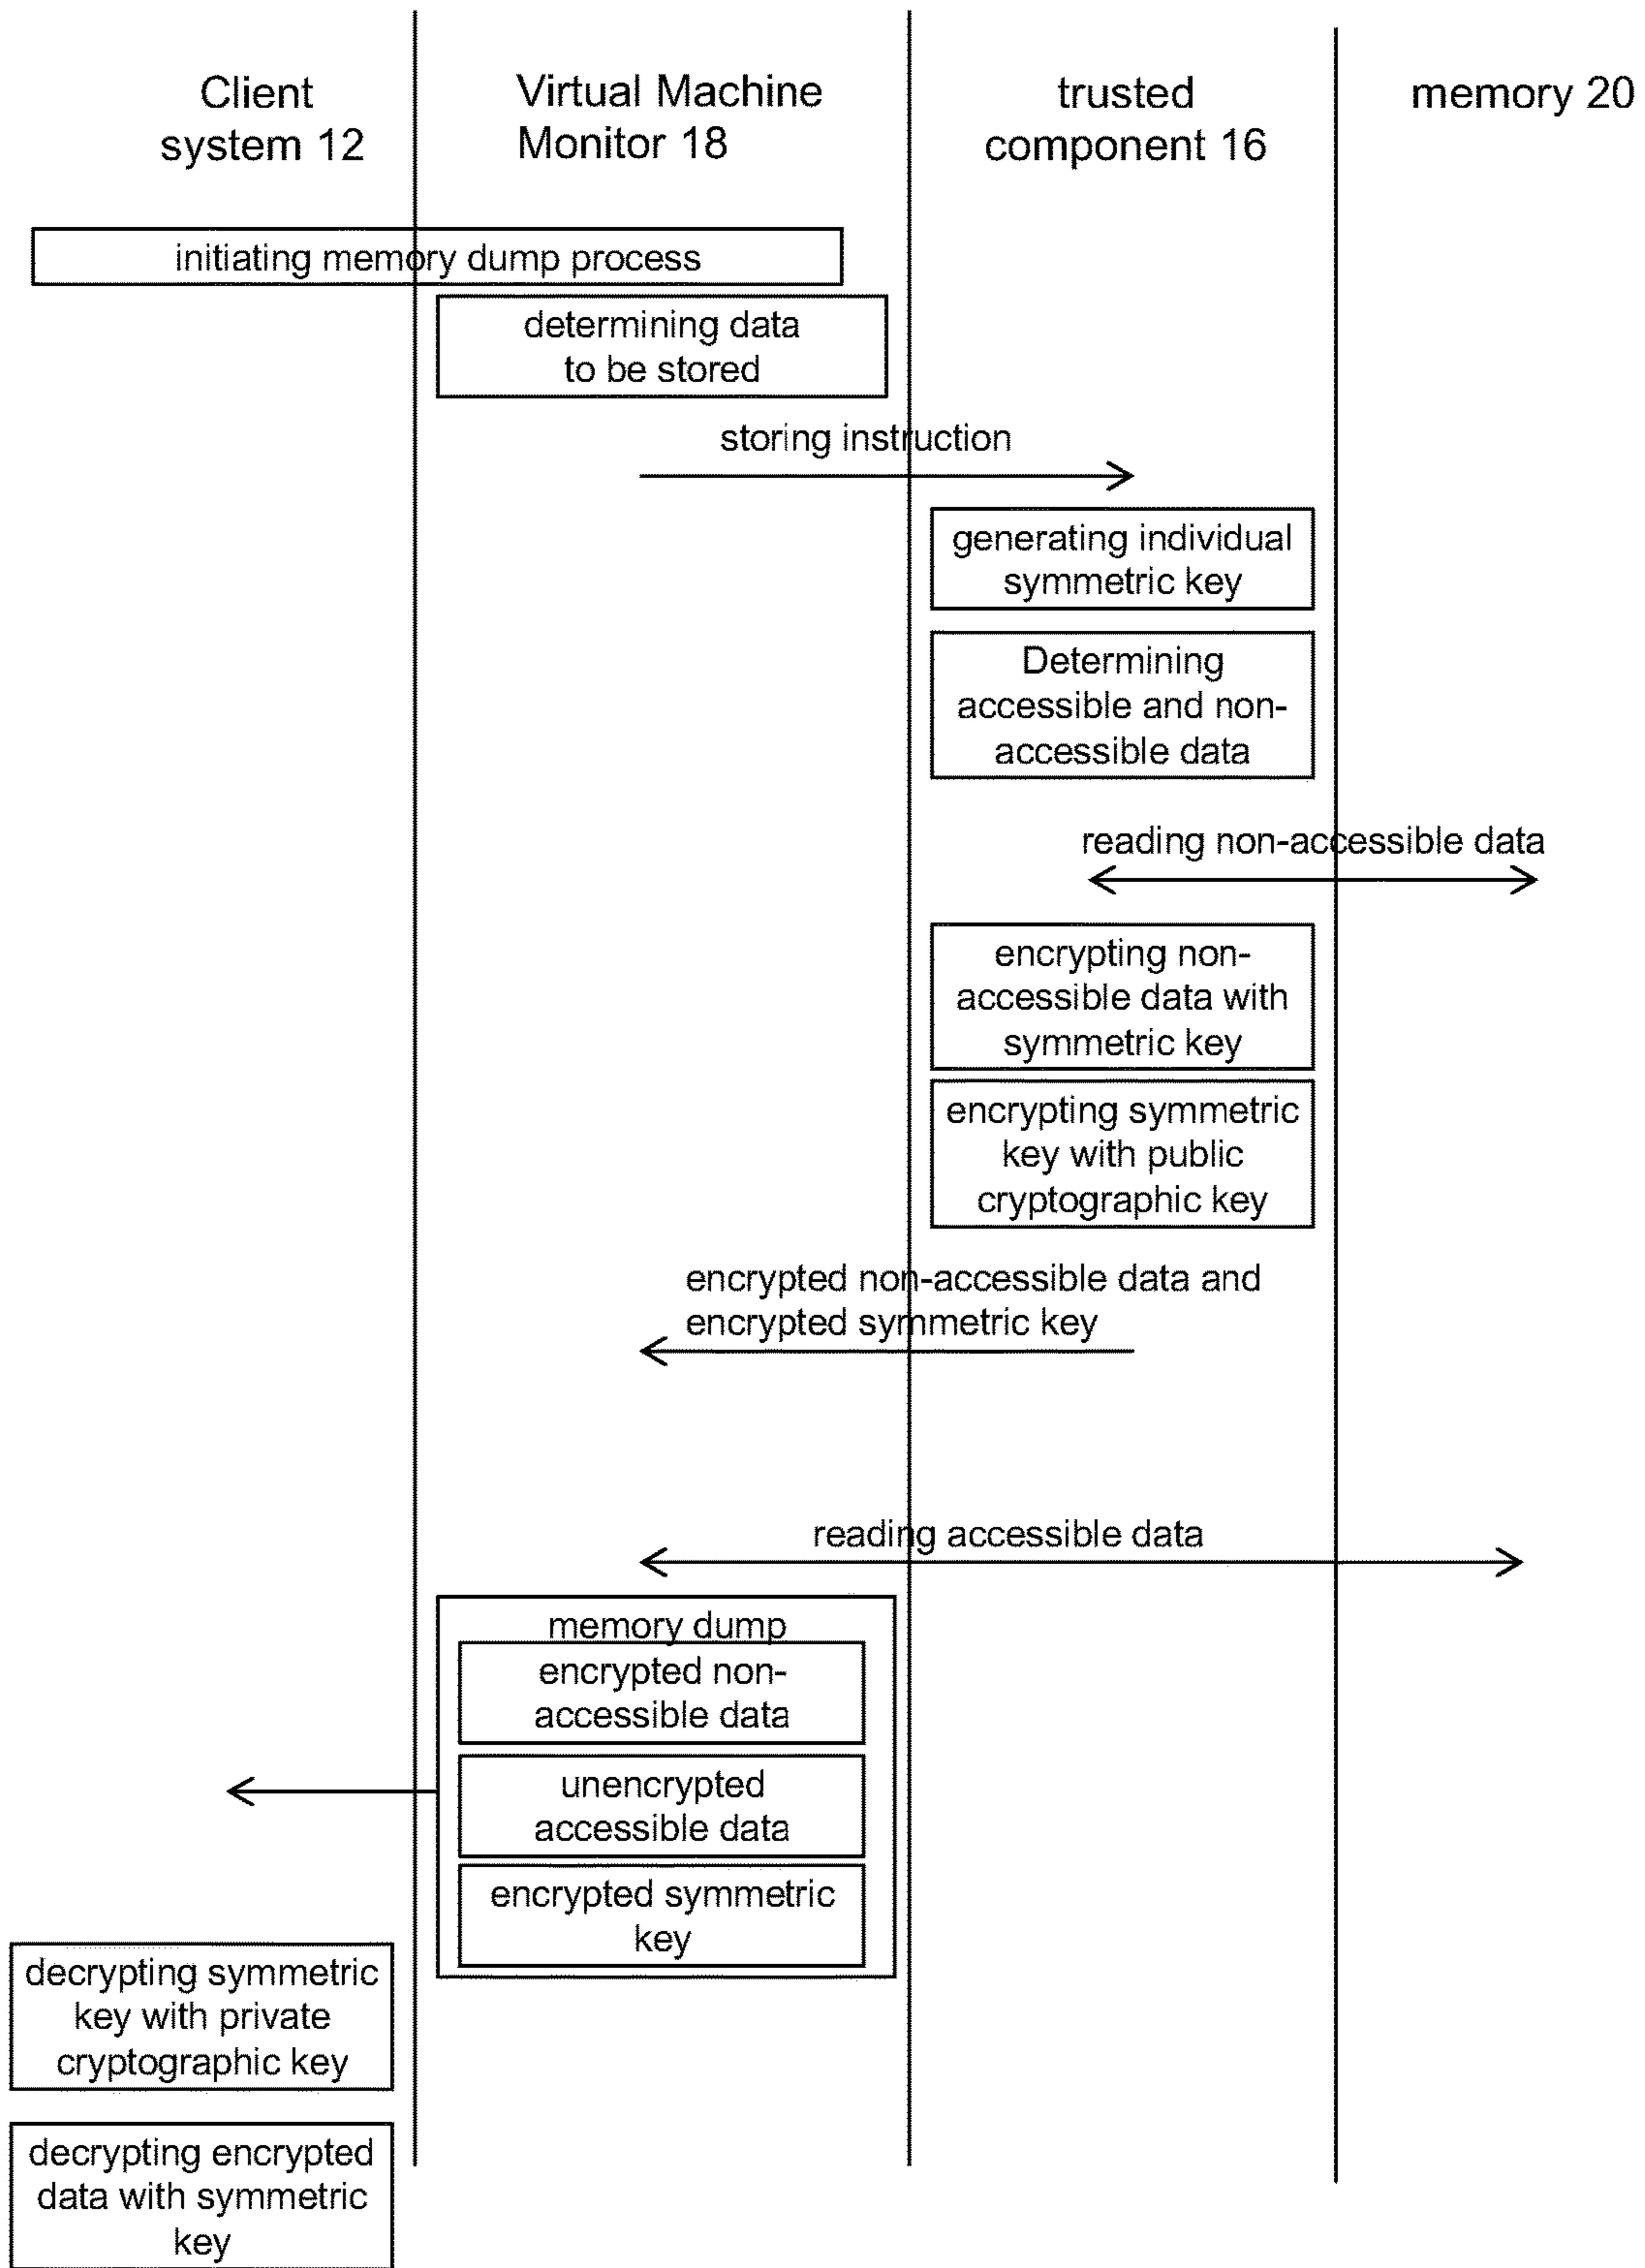 Client
system 12
Virtual Machine
Monitor 18
trusted
component 16
memory 20
initiating memory dump process
determining data
to be stored
storing instruction
generating individual
symmetric key
Determining
accessible and non-
accessible data
reading non-accessible data
encrypting non-
accessible data with
symmetric key
encrypting symmetric
key with public
cryptographic key
encrypted non-accessible data and
encrypted symmetric key
reading accessible data
memory dump
encrypted non-
accessible data
unencrypted
accessible data
encrypted symmetric
key
decrypting symmetric
key with private
cryptographic key
decrypting encrypted
data with symmetric
key